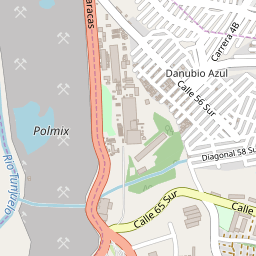 Caracas
Carrera 4B
Danubio Azul
Calle 56 Sur
Polmix
Diagonal 58 Su
Río Tunjuelo
Calle 65 Sur
Calle